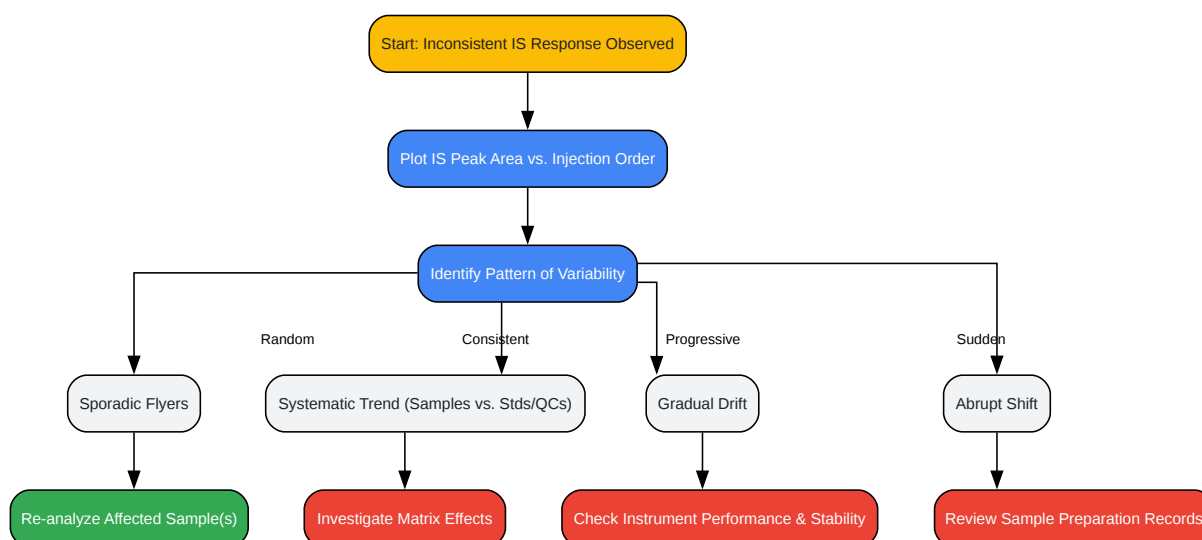 Start: Inconsistent IS Response Observed
Plot IS Peak Area vs. Injection Order
Identify Pattern of Variability
Random
Consistent
Progressive
Sudden
Sporadic Flyers
Systematic Trend (Samples vs. Stds/QCs)
Gradual Drift
Abrupt Shift
Re-analyze Affected Sample(s)
Investigate Matrix Effects
Check Instrument Performance & Stability
Review Sample Preparation Records